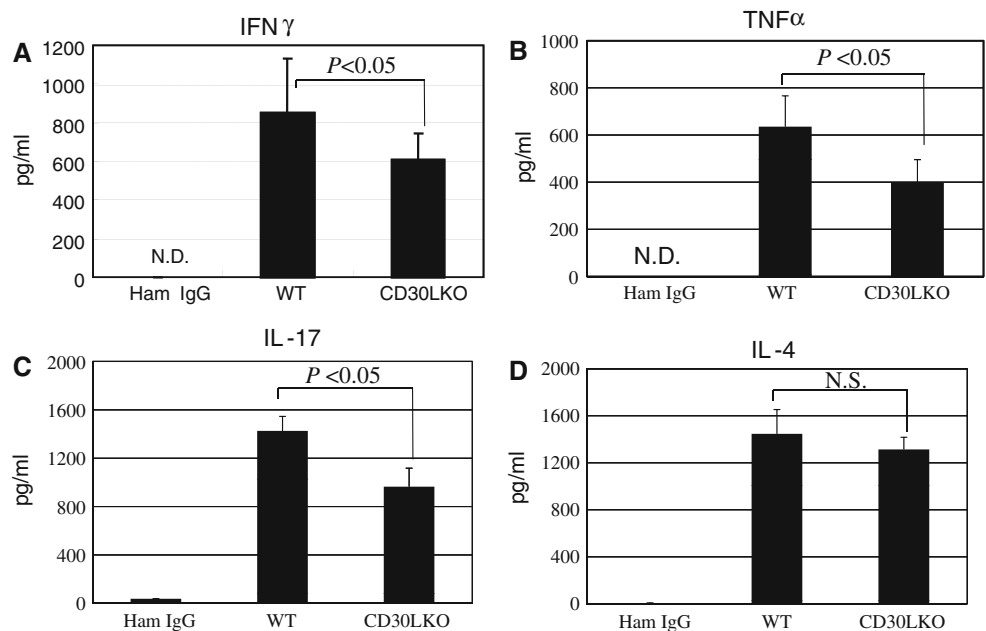 A
IFN γ
1200
1000
800
600
400
200
0
pg/ml
P<0.05
N.D.
Ham IgG WT CD30LKO
B
TNFα
1000
800
600
400
200
0
pg/ml
P <0.05
N.D.
Ham IgG WT CD30LKO
C
IL -17
2000
1600
1200
800
400
0
pg/ml
P <0.05
Ham IgG WT CD30LKO
D
IL -4
2000
1600
1200
800
400
0
pg/ml
N.S.
Ham IgG WT CD30LKO